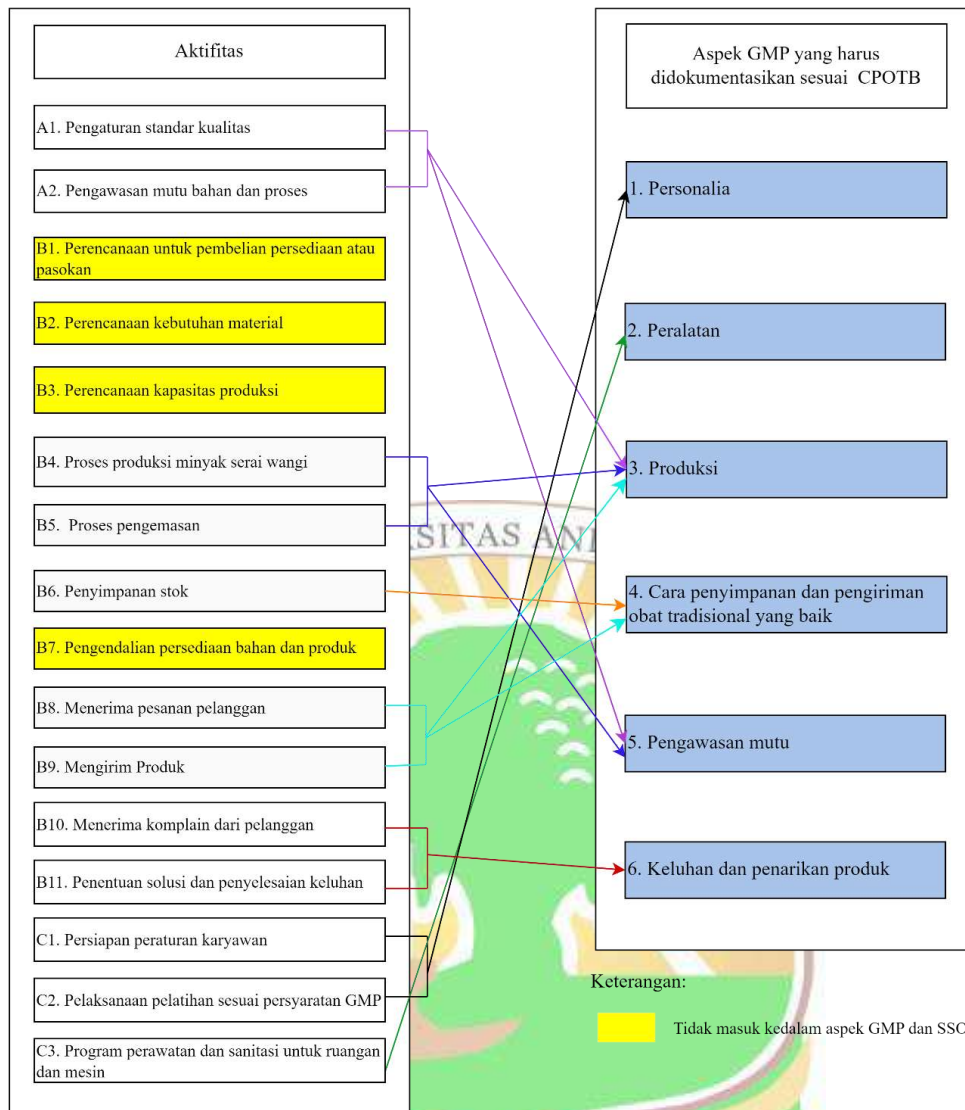 Aktifitas
A1. Pengaturan standar kualitas
A2. Pengawasan mutu bahan dan proses
B1. Perencanaan untuk pembelian persediaan atau
pasokan
B2. Perencanaan kebutuhan material
B3. Perencanaan kapasitas produksi
B4. Proses produksi minyak serai wangi
B5. Proses pengemasan
B6. Penyimpanan stok
B7. Pengendalian persediaan bahan dan produk
B8. Menerima pesanan pelanggan
B9. Mengirim Produk
B10. Menerima komplain dari pelanggan
B11. Penentuan solusi dan penyelesaian keluhan
C1. Persiapan peraturan karyawan
C2. Pelaksanaan pelatihan sesuai persyaratan GMP
C3. Program perawatan dan sanitasi untuk ruangan
dan mesin
Aspek GMP yang harus
didokumentasikan sesuai CPOTB
1. Personalia
2. Peralatan
3. Produksi
4. Cara penyimpanan dan pengiriman
obat tradisional yang baik
5. Pengawasan mutu
6. Keluhan dan penarikan produk
Keterangan:
Tidak masuk kedalam aspek GMP dan SSO